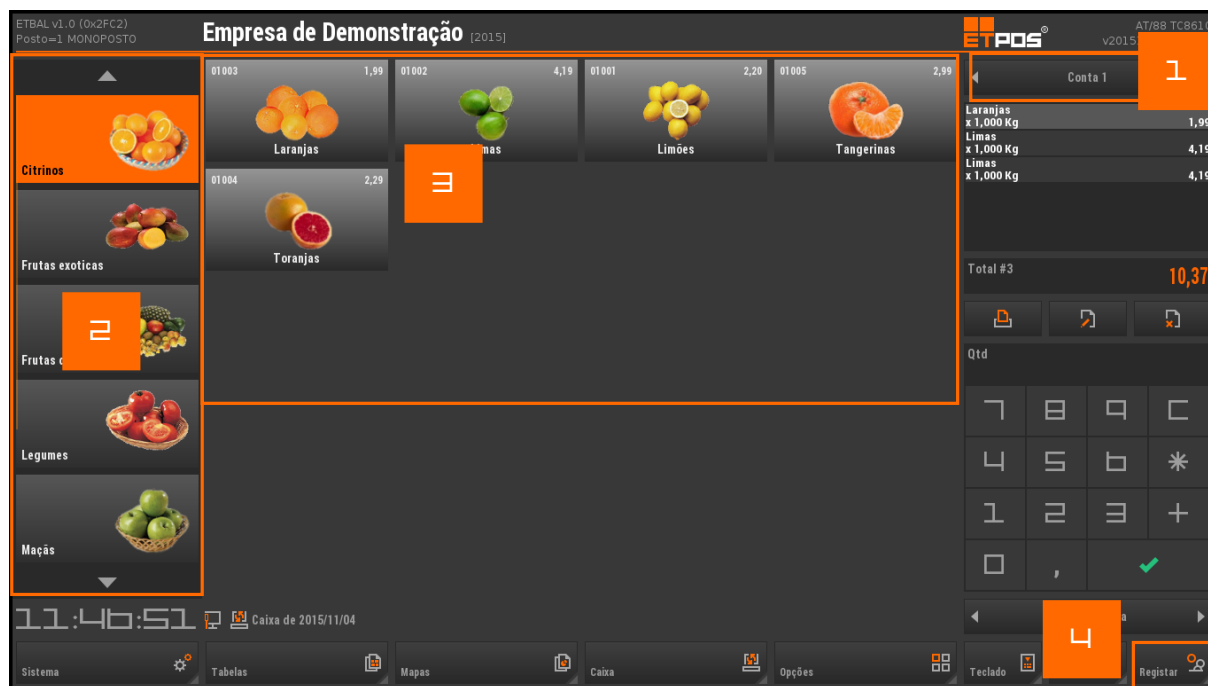 ETBAL v1.0 (0x2FC2)
Posto=1 MONOPOSTO
Empresa de Demonstração [2015]
ETPOS®
AT/88 TC8610
v2015
1
Conta 1
Citrinos
Frutas exoticas
2
Frutas
Legumes
Maçãs
01003 1,99
Laranjas
01002 4,19
01001 2,20
Limões
01005 2,99
Tangerinas
01004 2,29
Toranjas
3
Laranjas
x 1,000 Kg 1,99
Limas
x 1,000 Kg 4,19
Limas
x 1,000 Kg 4,19
Total #3 10,37
Qtd
7 8 9 C
4 5 6 *
1 2 3 +
0 ,
11:46:51
Caixa de 2015/11/04
4
Sistema
Tabelas
Mapas
Caixa
Opções
Teclado
Registar